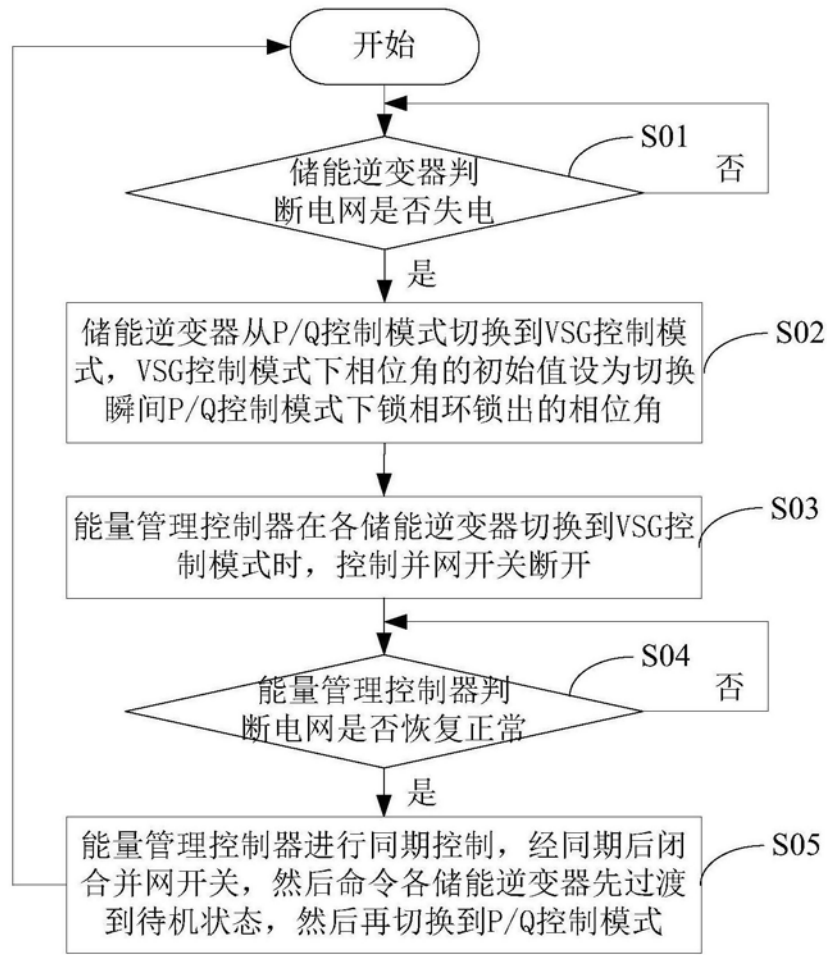 开始
S01
否
储能逆变器判
断电网是否失电
是
储能逆变器从P/Q控制模式切换到VSG控制模
式，VSG控制模式下相位角的初始值设为切换
瞬间P/Q控制模式下锁相环锁出的相位角
S02
能量管理控制器在各储能逆变器切换到VSG控
制模式时，控制并网开关断开
S03
S04
否
能量管理控制器判
断电网是否恢复正常
是
能量管理控制器进行同期控制，经同期后闭
合并网开关，然后命令各储能逆变器先过渡
到待机状态，然后再切换到P/Q控制模式
S05